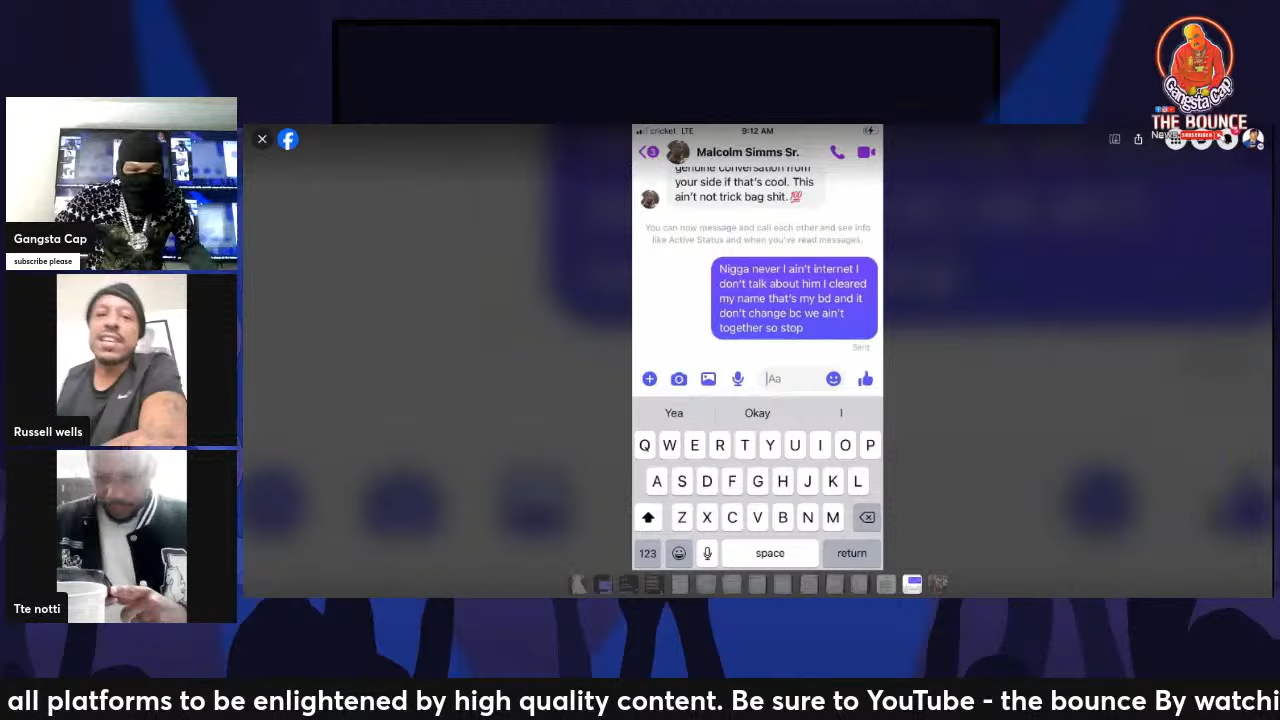 Gangsta Cap
THE BOUNCE
News
SUBSCRIBED
cricket LTE
9:12 AM
3
Malcolm Simms Sr.
genuine conversation from
your side if that's cool. This
ain't not trick bag shit.💯
You can now message and call each other and see info
like Active Status and when you've read messages.
Nigga never I ain't internet I
don't talk about him I cleared
my name that's my bd and it
don't change bc we ain't
together so stop
Sent
Aa
Yea
Okay
I
Q W E R T Y U I O P
A S D F G H J K L
Z X C V B N M
123
space
return
Gangsta Cap
subscribe please
Russell wells
Tte notti
all platforms to be enlightened by high quality content. Be sure to YouTube - the bounce By watchi